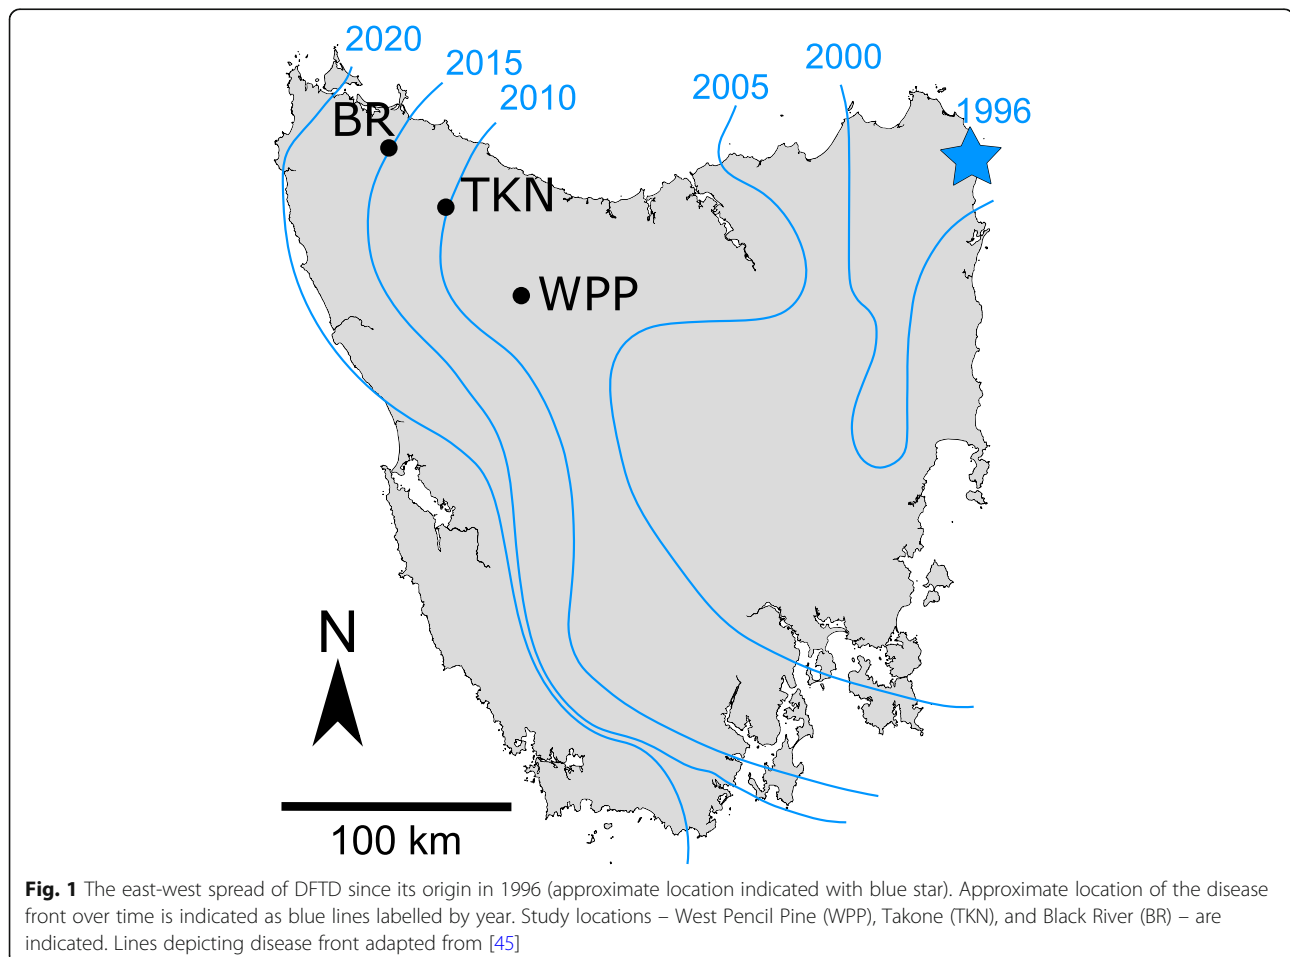 2020
2015
2010
2005
2000
1996
BR
TKN
WPP
N
100 km
Fig. 1 The east-west spread of DFTD since its origin in 1996 (approximate location indicated with blue star). Approximate location of the disease
front over time is indicated as blue lines labelled by year. Study locations – West Pencil Pine (WPP), Takone (TKN), and Black River (BR) – are
indicated. Lines depicting disease front adapted from [45]